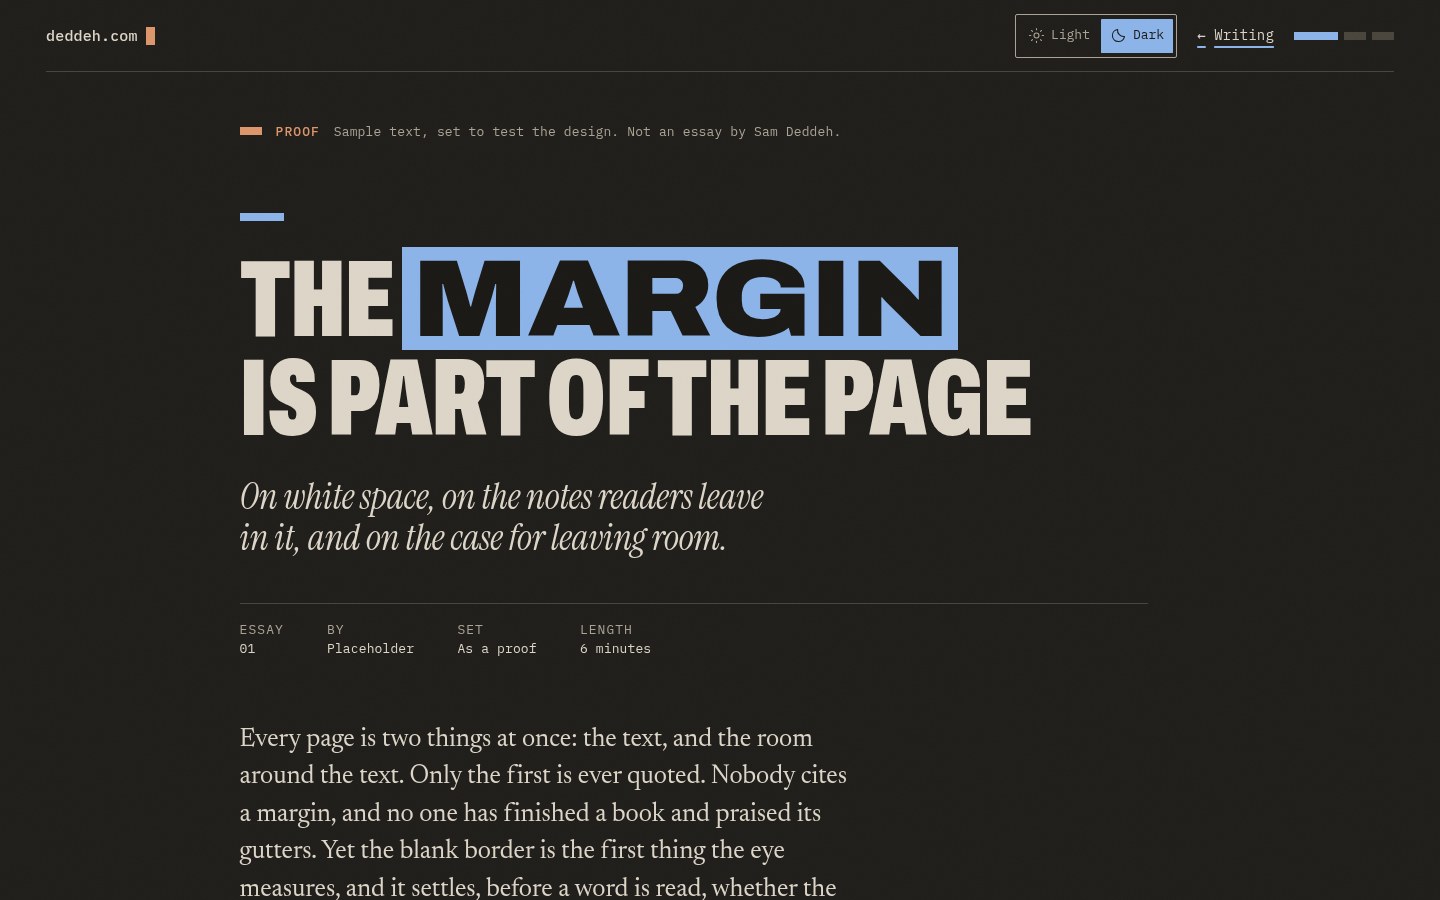 deddeh.com
Light
Dark
← Writing
PROOF Sample text, set to test the design. Not an essay by Sam Deddeh.
THE MARGIN
IS PART OF THE PAGE
On white space, on the notes readers leave
in it, and on the case for leaving room.
ESSAY
01
BY
Placeholder
SET
As a proof
LENGTH
6 minutes
Every page is two things at once: the text, and the room
around the text. Only the first is ever quoted. Nobody cites
a margin, and no one has finished a book and praised its
gutters. Yet the blank border is the first thing the eye
measures, and it settles, before a word is read, whether the